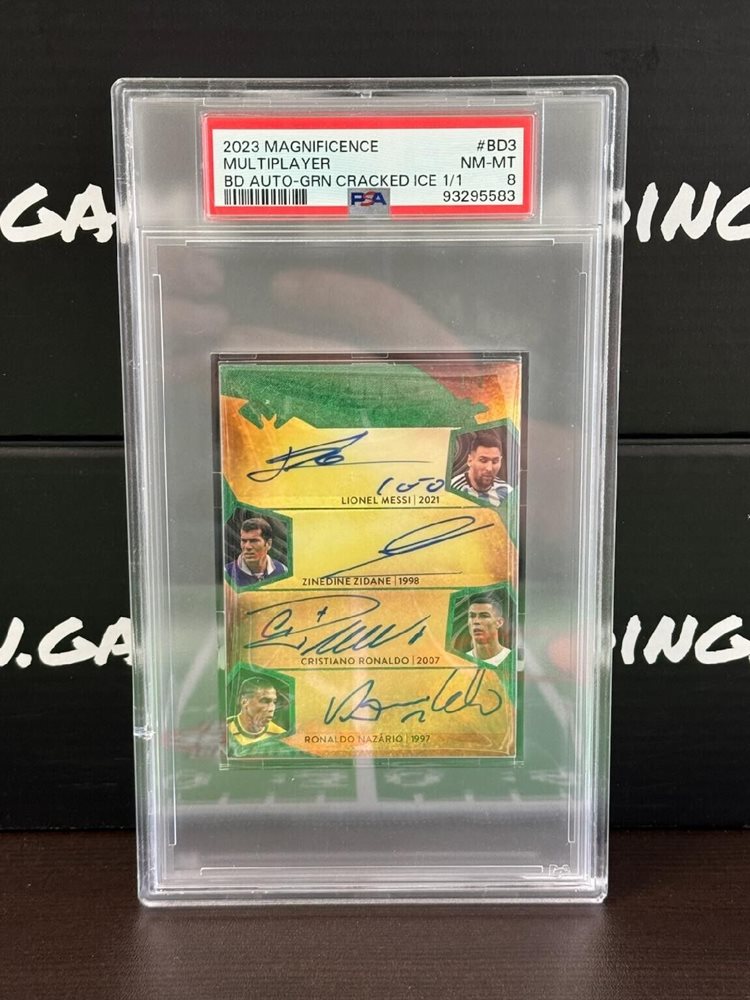 2023 MAGNIFICENCE #BD3
MULTIPLAYER NM-MT
BD AUTO-GRN CRACKED ICE 1/1 8
PSA 93295583
LIONEL MESSI | 2021
ZINEDINE ZIDANE | 1998
CRISTIANO RONALDO | 2007
RONALDO NAZÁRIO | 1997